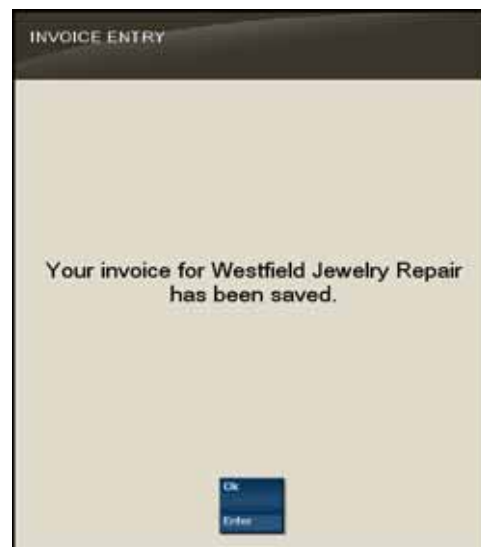 INVOICE ENTRY
Your invoice for Westfield Jewelry Repair
has been saved.
Ok
Enter